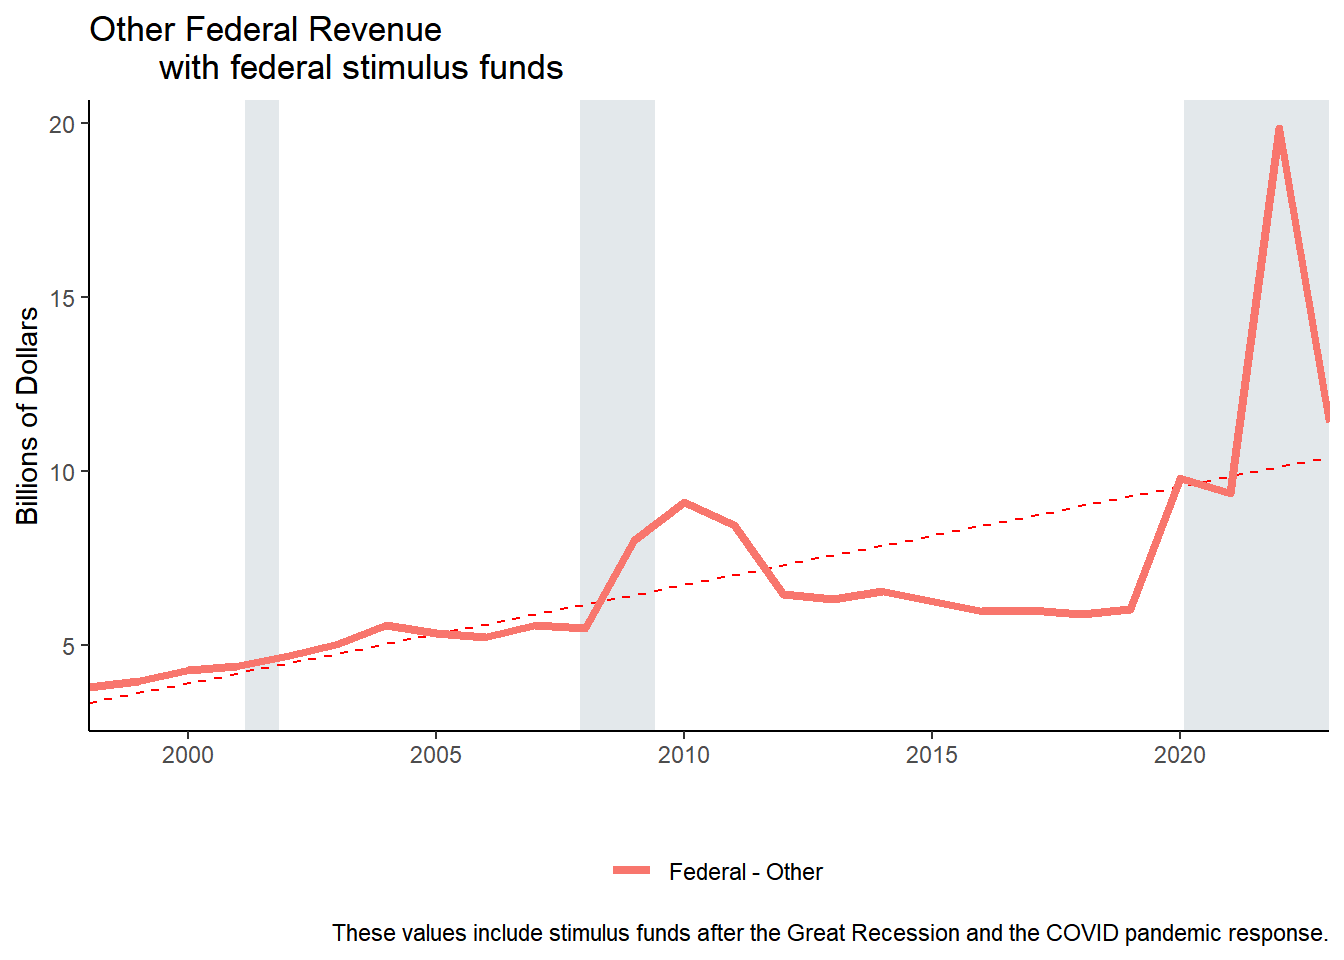 Other Federal Revenue
with federal stimulus funds
Billions of Dollars
20
15
10
5
2000
2005
2010
2015
2020
Federal - Other
These values include stimulus funds after the Great Recession and the COVID pandemic response.